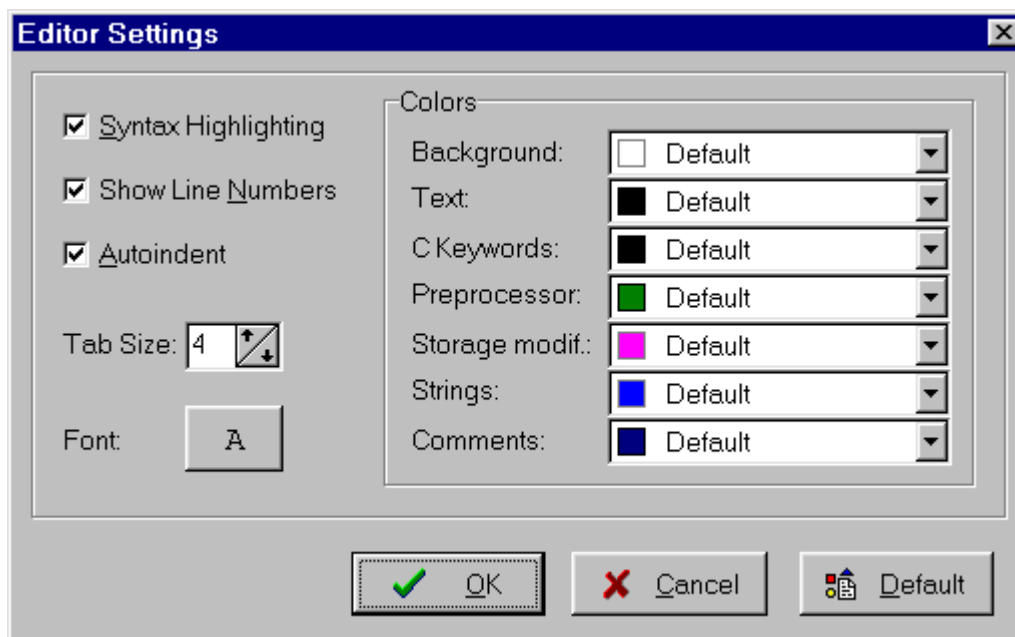 Editor Settings
Syntax Highlighting
Show Line Numbers
Autoindent
Tab Size: 4
Font: A
Colors
Background: Default
Text: Default
C Keywords: Default
Preprocessor: Default
Storage modif.: Default
Strings: Default
Comments: Default
OK Cancel Default